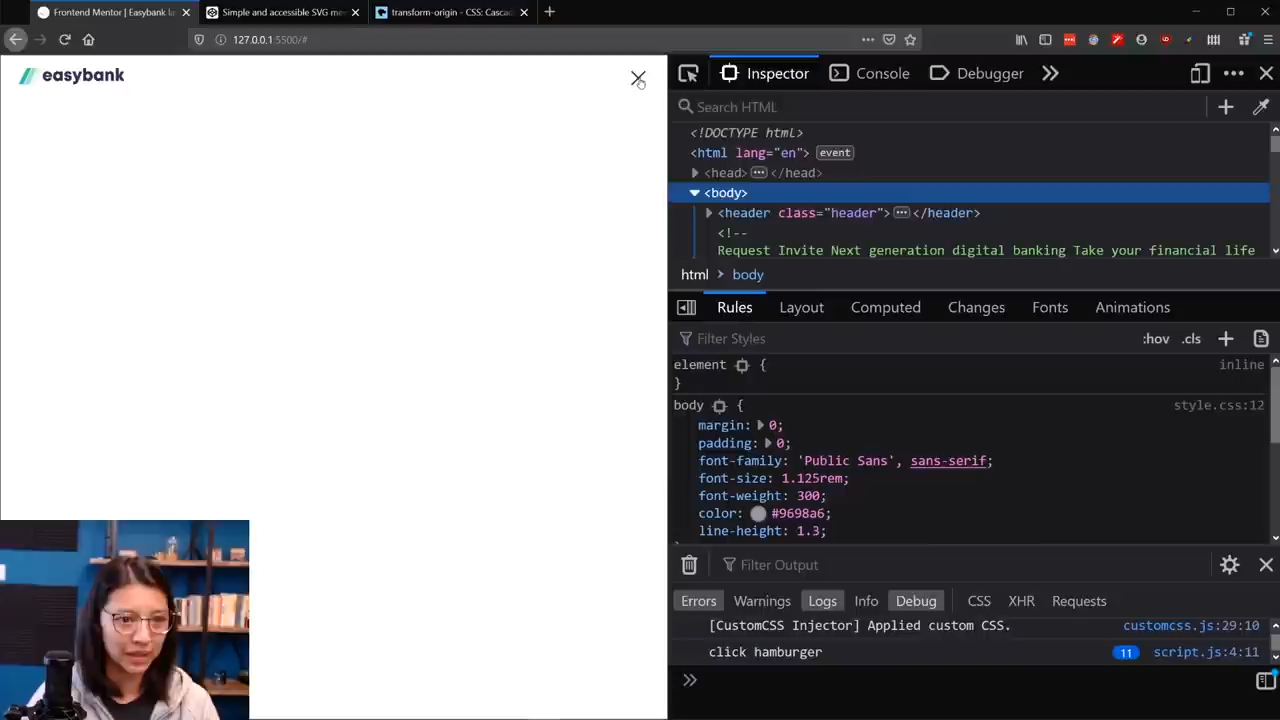 Frontend Mentor | Easybank la
Simple and accessible SVG me
transform-origin - CSS: Cascad
127.0.0.1:5500/#
easybank
Inspector
Console
Debugger
Search HTML
<!DOCTYPE html>
<html lang="en"> event
<head> ••• </head>
<body>
<header class="header"> ••• </header>
<!--
Request Invite Next generation digital banking Take your financial life
html > body
Rules
Layout
Computed
Changes
Fonts
Animations
Filter Styles
:hov .cls +
element {
inline
}
body {
style.css:12
margin: 0;
padding: 0;
font-family: 'Public Sans', sans-serif;
font-size: 1.125rem;
font-weight: 300;
color: #9698a6;
line-height: 1.3;
Filter Output
Errors
Warnings
Logs
Info
Debug
CSS
XHR
Requests
[CustomCSS Injector] Applied custom CSS.
customcss.js:29:10
click hamburger
11
script.js:4:11
>>